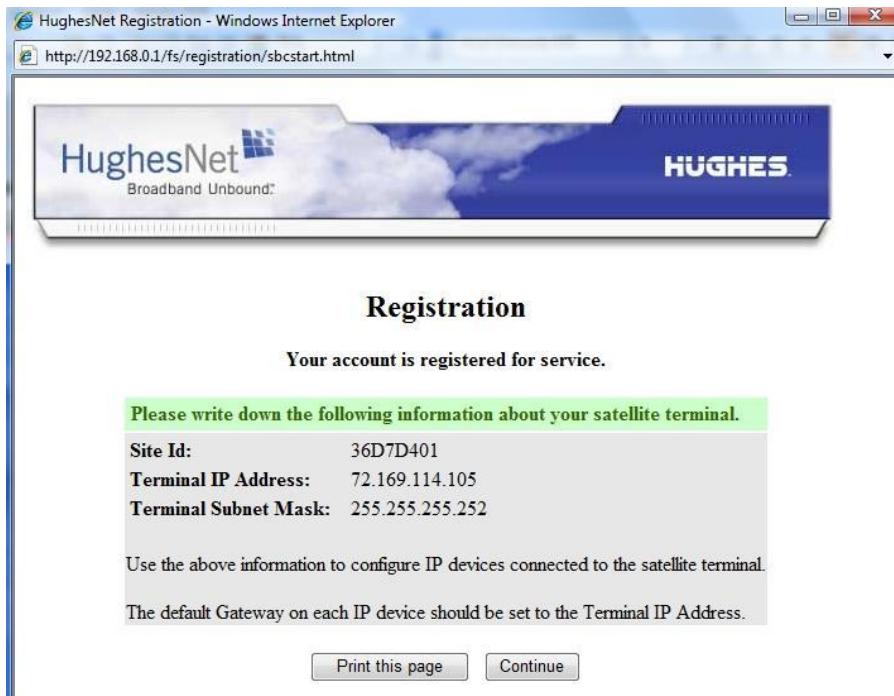 HughesNet Registration - Windows Internet Explorer
http://192.168.0.1/fs/registration/sbcstart.html
HughesNet
Broadband Unbound.™
HUGHES
Registration
Your account is registered for service.
Please write down the following information about your satellite terminal.
Site Id: 36D7D401
Terminal IP Address: 72.169.114.105
Terminal Subnet Mask: 255.255.255.252
Use the above information to configure IP devices connected to the satellite terminal.
The default Gateway on each IP device should be set to the Terminal IP Address.
Print this page Continue